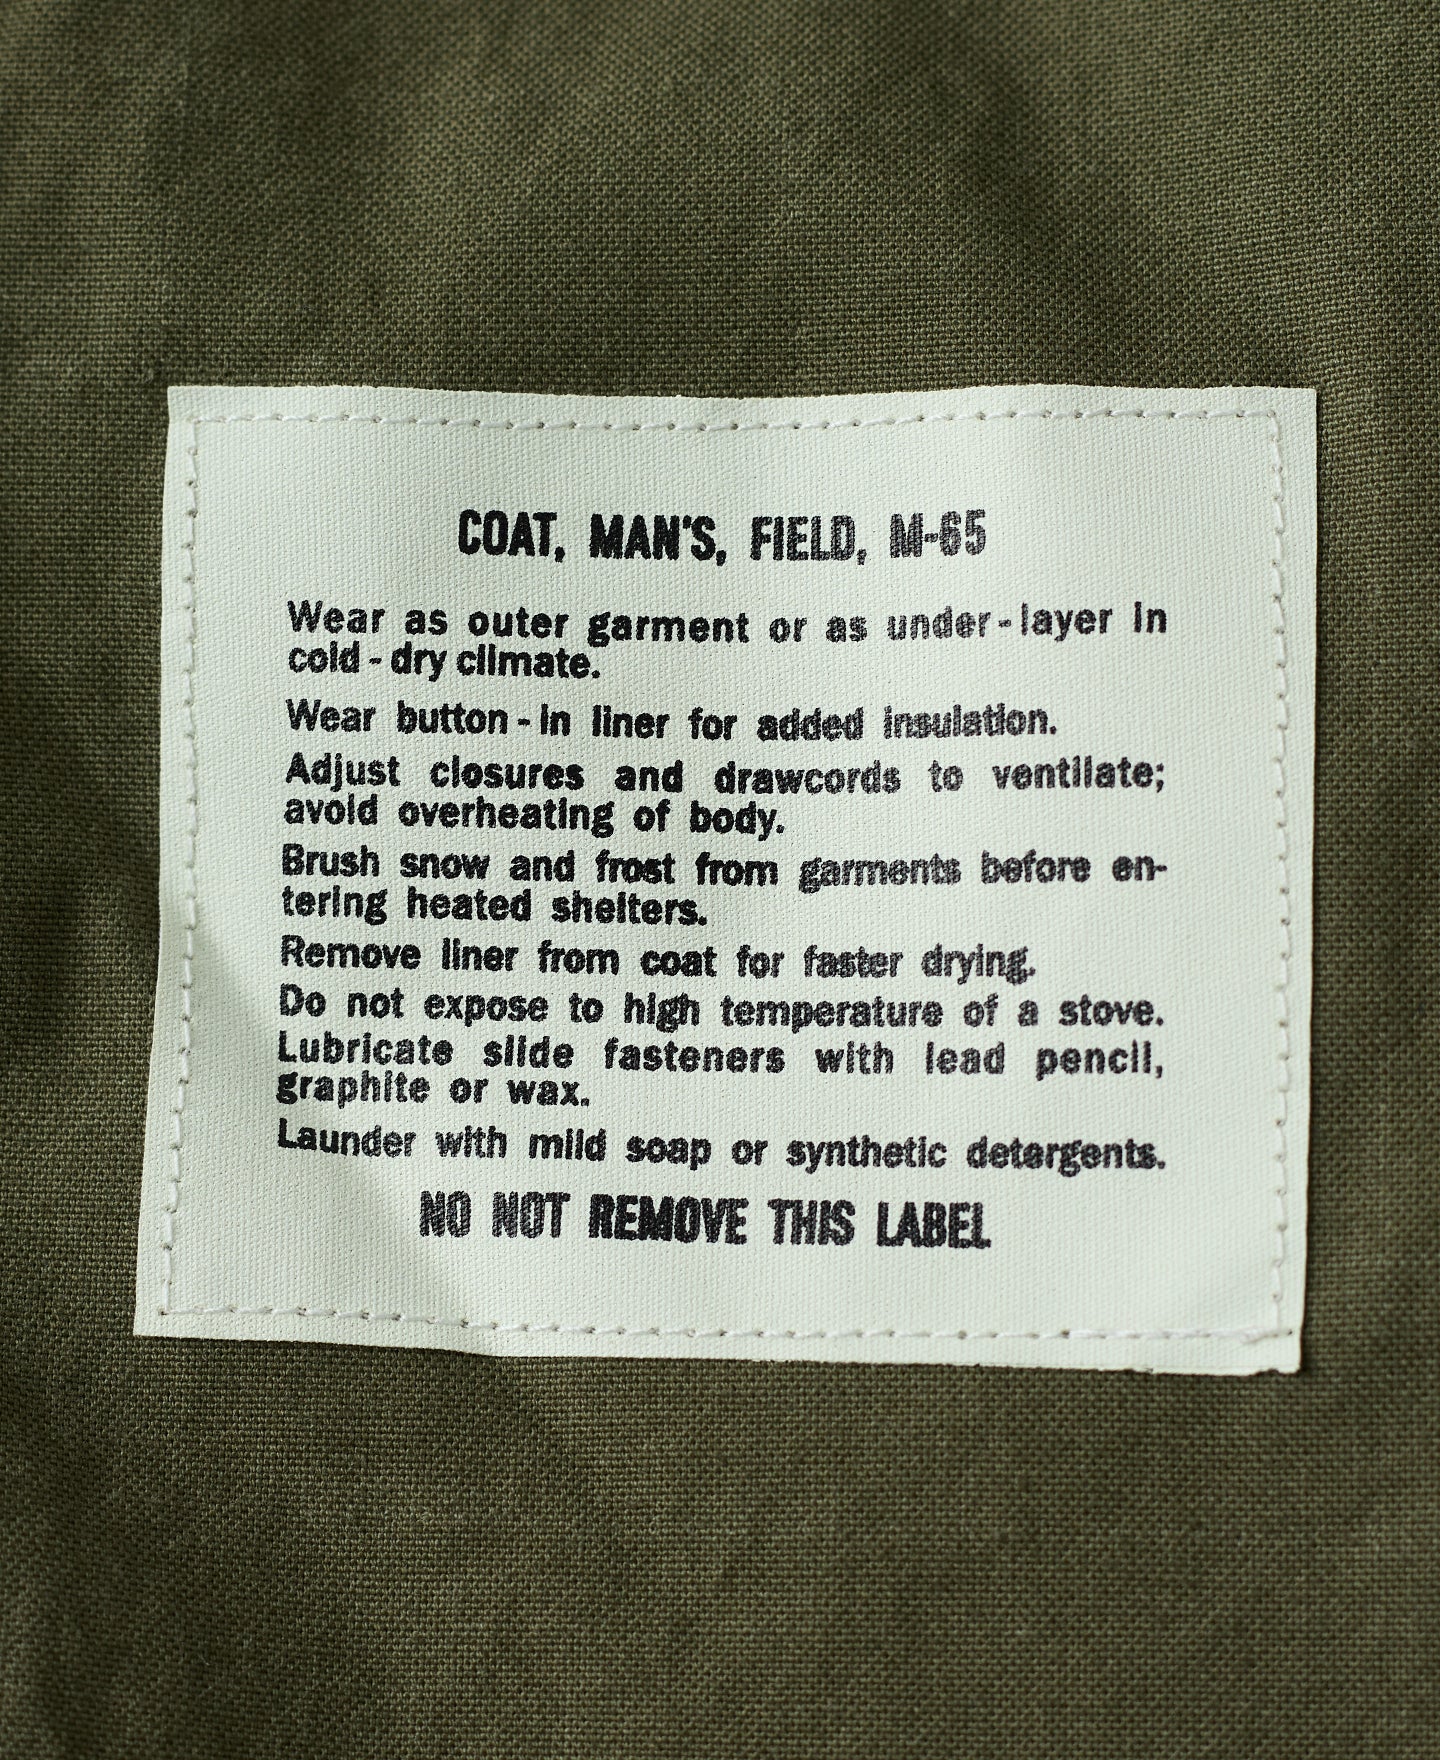 COAT, MAN'S, FIELD, M-65
Wear as outer garment or as under-layer in
cold-dry climate.
Wear button-in liner for added insulation.
Adjust closures and drawcords to ventilate;
avoid overheating of body.
Brush snow and frost from garments before en-
tering heated shelters.
Remove liner from coat for faster drying.
Do not expose to high temperature of a stove.
Lubricate slide fasteners with lead pencil,
graphite or wax.
Launder with mild soap or synthetic detergents.
NO NOT REMOVE THIS LABEL